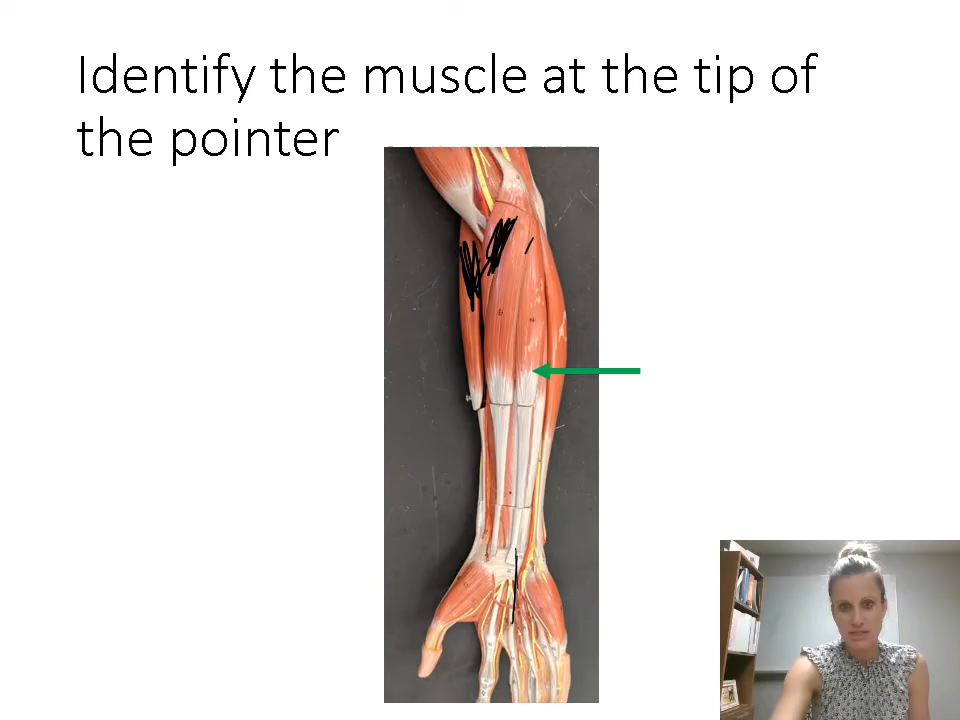 Identify the muscle at the tip of
the pointer